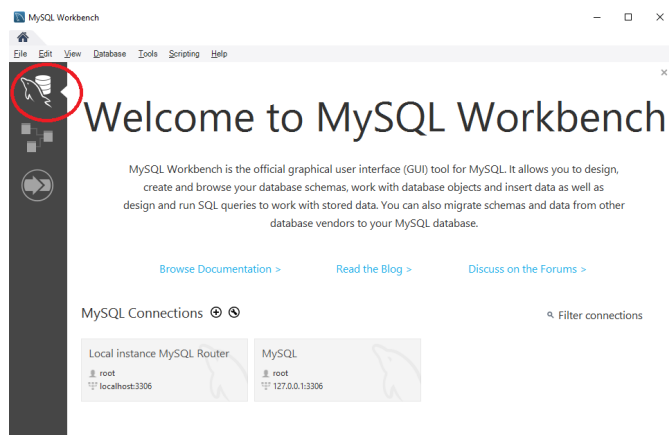 MySQL Workbench
File Edit View Database Tools Scripting Help
Welcome to MySQL Workbench
MySQL Workbench is the official graphical user interface (GUI) tool for MySQL. It allows you to design,
create and browse your database schemas, work with database objects and insert data as well as
design and run SQL queries to work with stored data. You can also migrate schemas and data from other
database vendors to your MySQL database.
Browse Documentation > Read the Blog > Discuss on the Forums >
MySQL Connections Filter connections
Local instance MySQL Router MySQL
root root
localhost:3306 127.0.0.1:3306